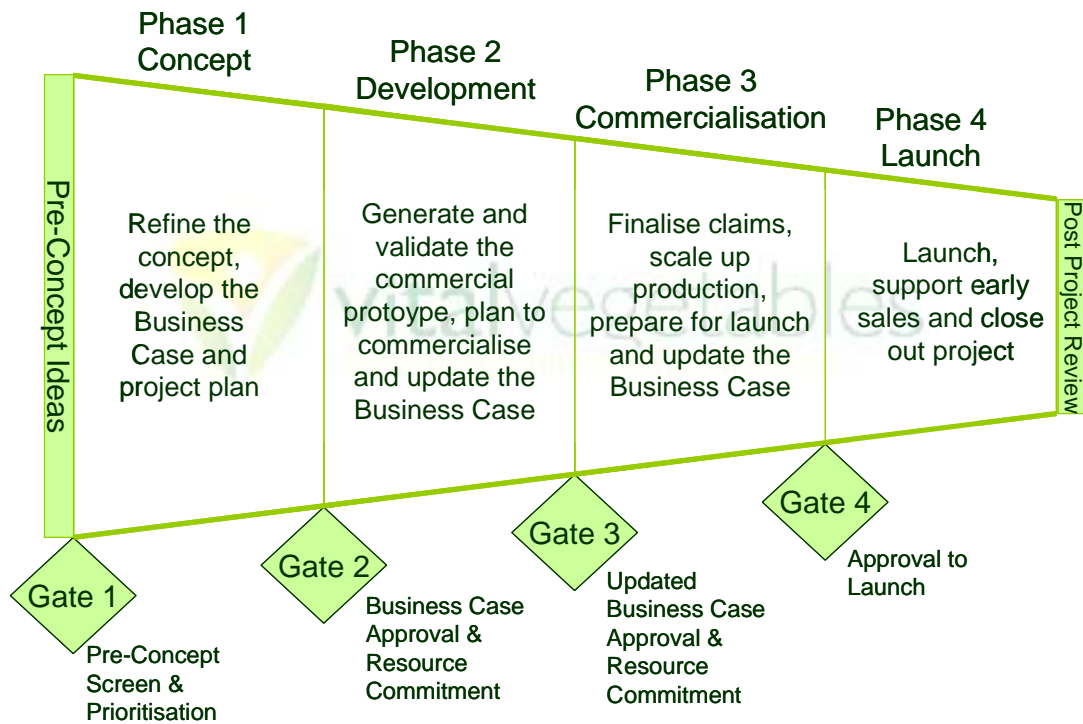 Phase 1
Concept
Phase 2
Development
Phase 3
Commercialisation
Phase 4
Launch
Pre-Concept Ideas
Refine the
concept,
develop the
Business
Case and
project plan
Generate and
validate the
commercial
protoype, plan to
commercialise
and update the
Business Case
Finalise claims,
scale up
production,
prepare for launch
and update the
Business Case
Launch,
support early
sales and close
out project
Post Project Review
vitalvegetables
Gate 1
Pre-Concept
Screen &
Prioritisation
Gate 2
Business Case
Approval &
Resource
Commitment
Gate 3
Updated
Business Case
Approval &
Resource
Commitment
Gate 4
Approval to
Launch